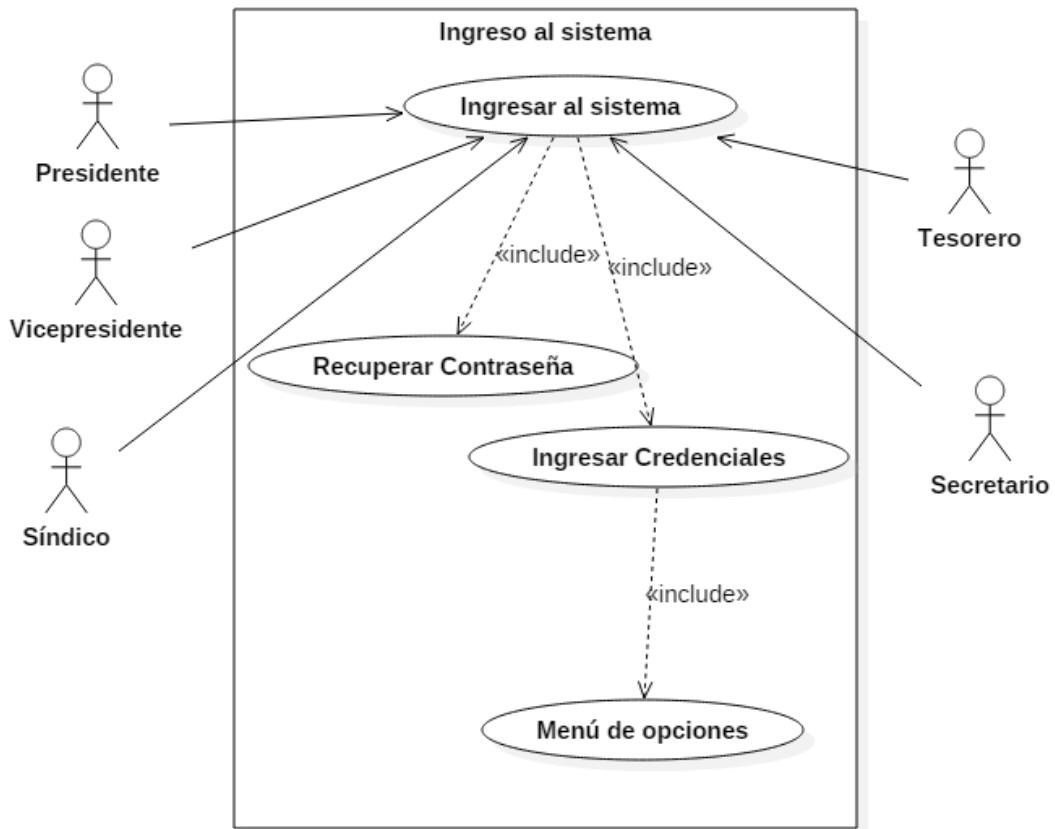 Ingreso al sistema
Ingresar al sistema
Presidente
Tesorero
«include»
«include»
Vicepresidente
Recuperar Contraseña
Ingresar Credenciales
Secretario
Síndico
«include»
Menú de opciones